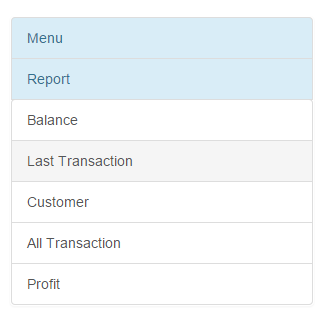 Menu
Report
Balance
Last Transaction
Customer
All Transaction
Profit